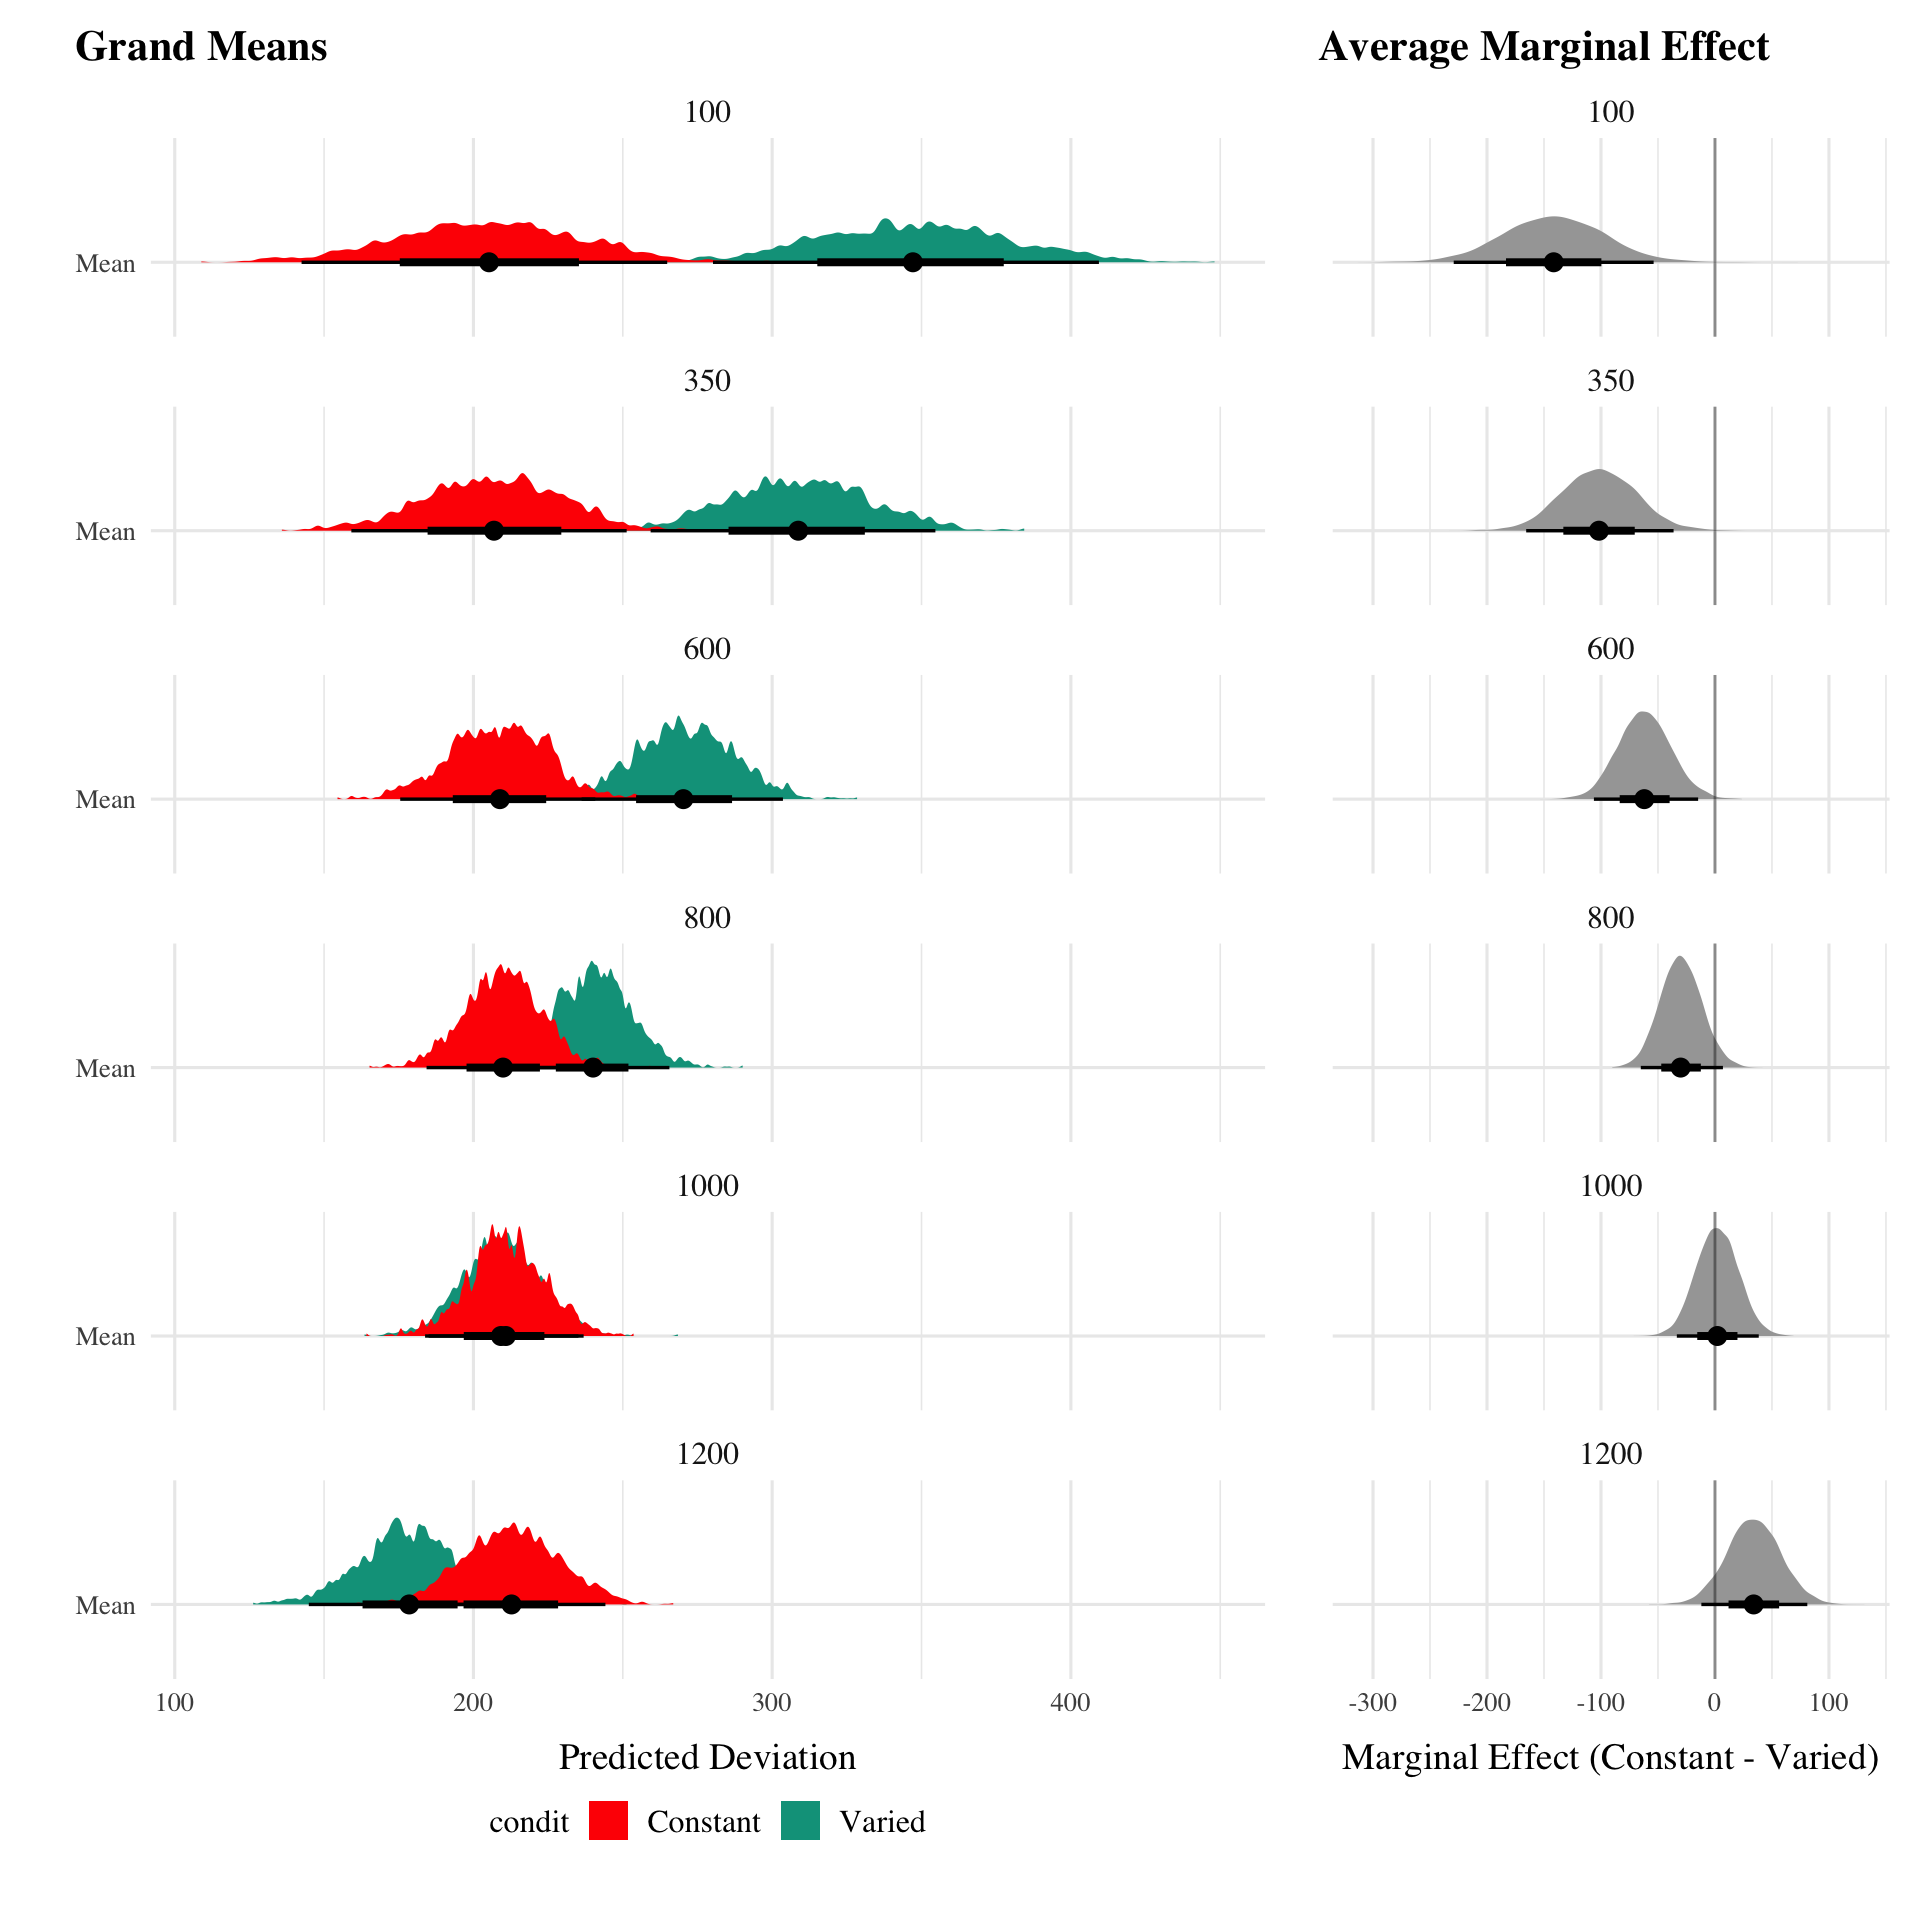 Grand Means
Average Marginal Effect
100
100
Mean
350
350
Mean
600
600
Mean
800
800
Mean
1000
1000
Mean
1200
1200
Mean
100 200 300 400
-300 -200 -100 0 100
Predicted Deviation
Marginal Effect (Constant - Varied)
condit Constant Varied